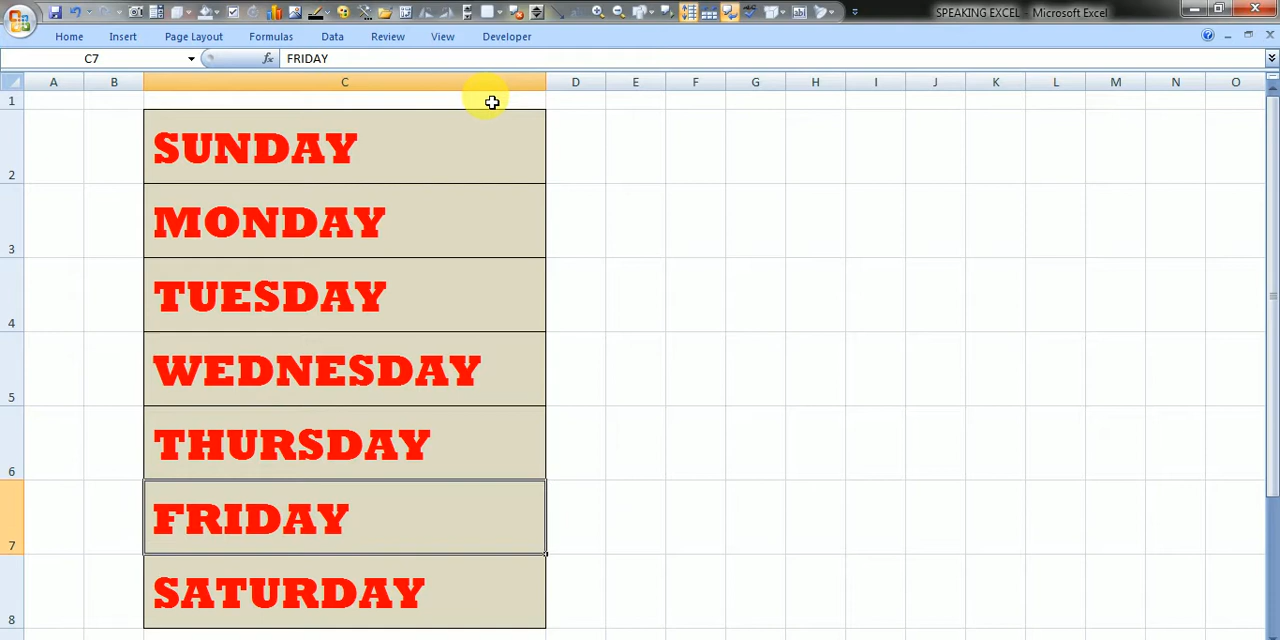 SPEAKING EXCEL - Microsoft Excel
Home Insert Page Layout Formulas Data Review View Developer
C7 fx FRIDAY
A B C D E F G H I J K L M N O
1
2 SUNDAY
3 MONDAY
4 TUESDAY
5 WEDNESDAY
6 THURSDAY
7 FRIDAY
8 SATURDAY